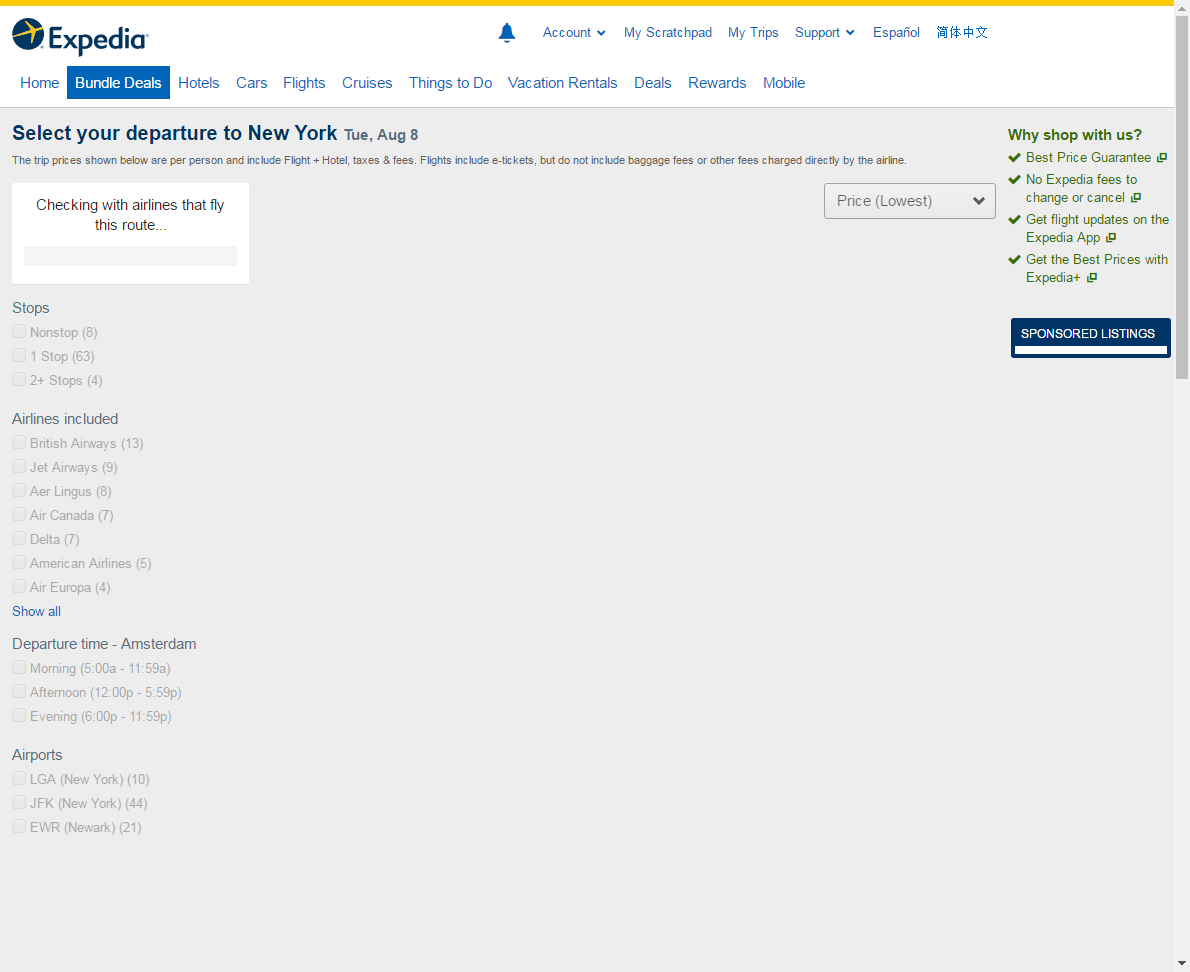 Expedia
Account
My Scratchpad
My Trips
Support
Español
简体中文
Home
Bundle Deals
Hotels
Cars
Flights
Cruises
Things to Do
Vacation Rentals
Deals
Rewards
Mobile
Select your departure to New York Tue, Aug 8
The trip prices shown below are per person and include Flight + Hotel, taxes & fees. Flights include e-tickets, but do not include baggage fees or other fees charged directly by the airline.
Checking with airlines that fly
this route...
Price (Lowest)
Stops
Nonstop (8)
1 Stop (63)
2+ Stops (4)
Airlines included
British Airways (13)
Jet Airways (9)
Aer Lingus (8)
Air Canada (7)
Delta (7)
American Airlines (5)
Air Europa (4)
Show all
Departure time - Amsterdam
Morning (5:00a - 11:59a)
Afternoon (12:00p - 5:59p)
Evening (6:00p - 11:59p)
Airports
LGA (New York) (10)
JFK (New York) (44)
EWR (Newark) (21)
Why shop with us?
Best Price Guarantee
No Expedia fees to
change or cancel
Get flight updates on the
Expedia App
Get the Best Prices with
Expedia+
SPONSORED LISTINGS